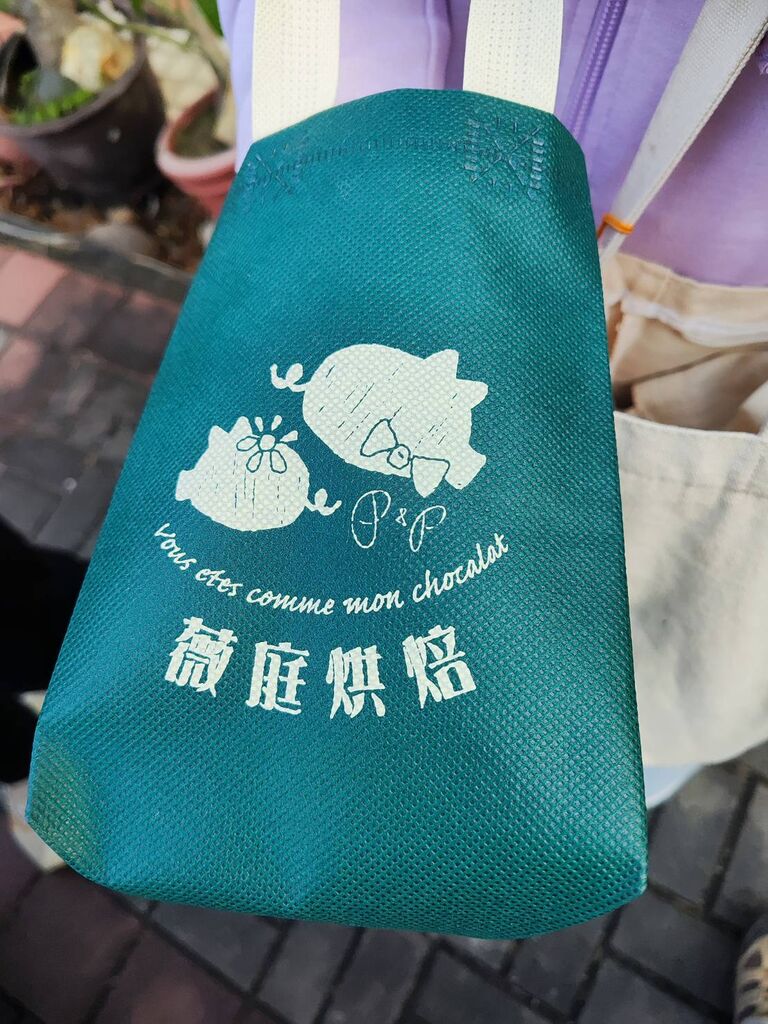 P & P
vous etes comme mon chocalat
薇庭烘焙